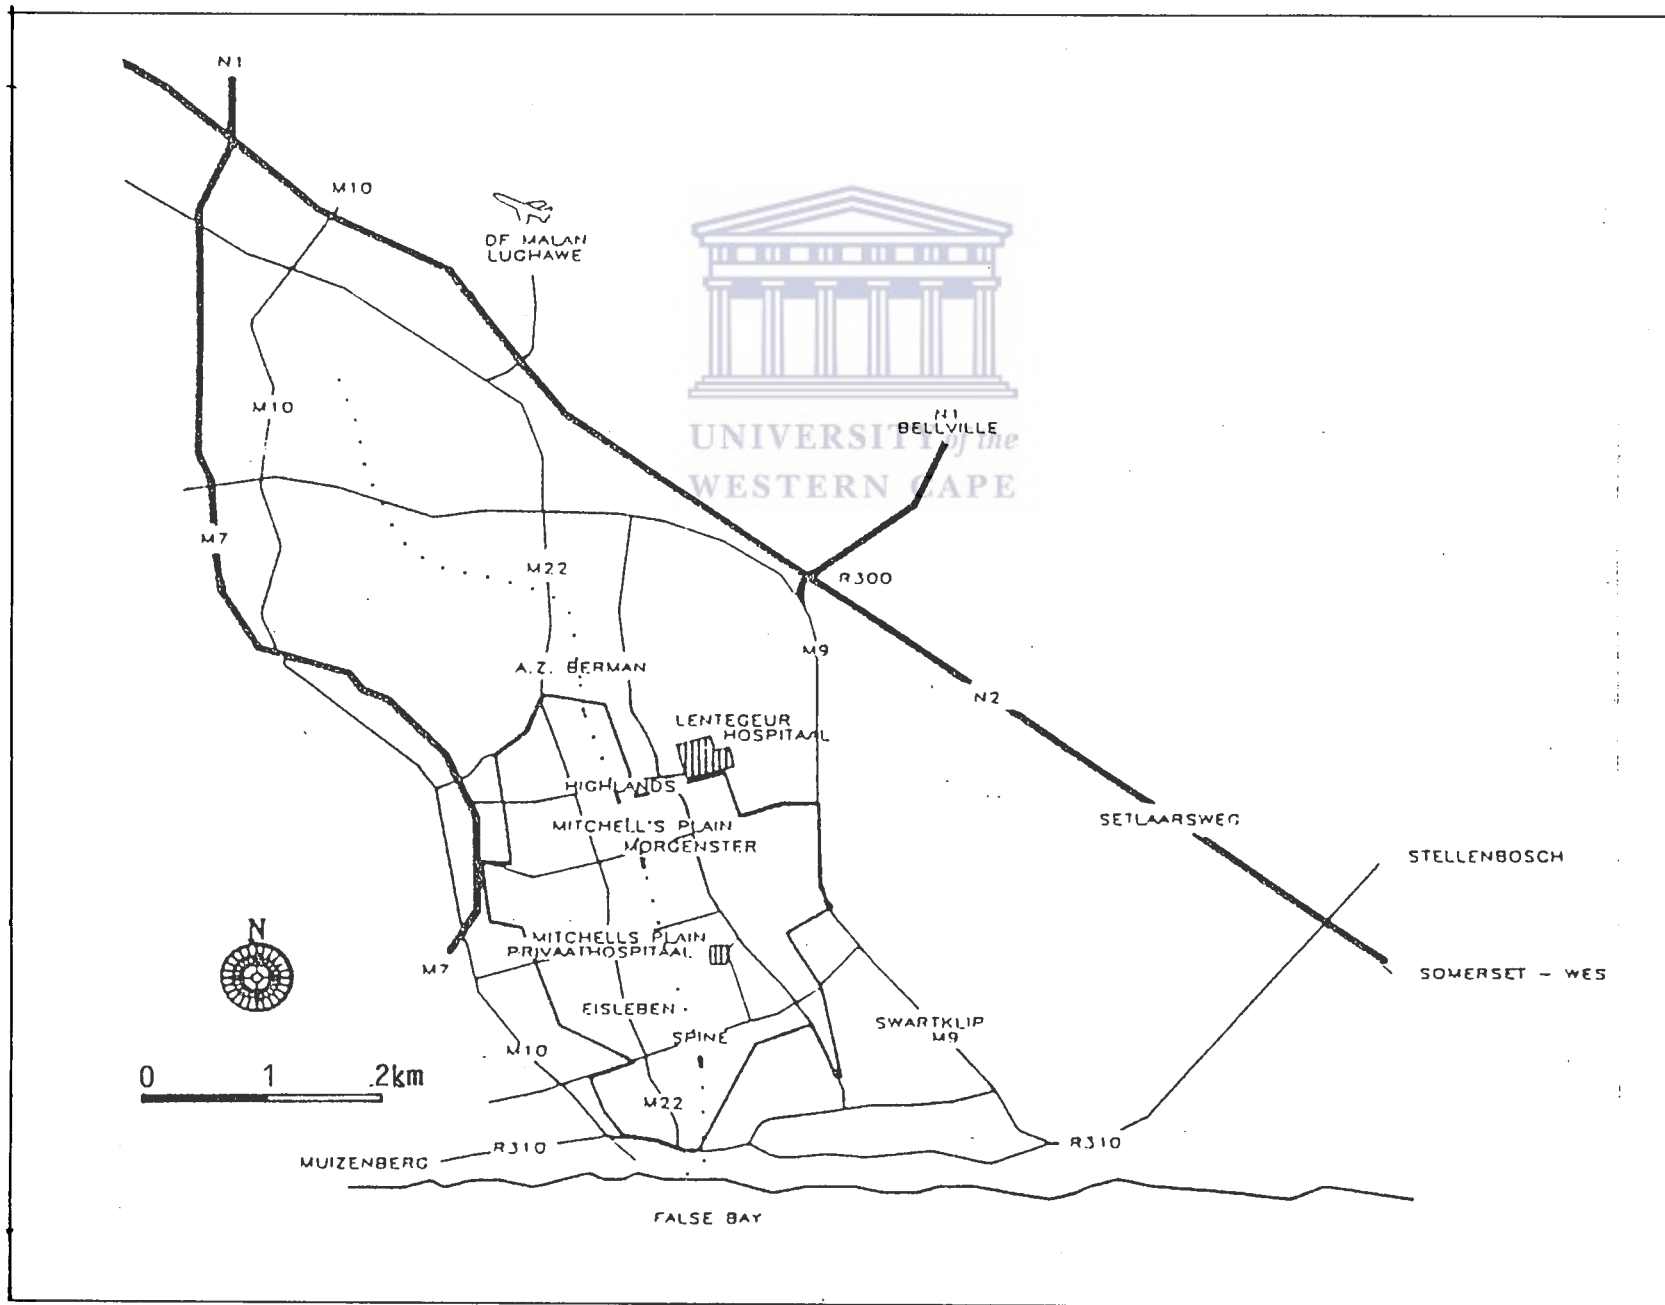 N1
M10
DF MALAN
LUGHAWE
M10
UNIVERSITY of the
WESTERN CAPE
N1
BELLVILLE
M7
M22
R300
M9
A.Z. BERMAN
N2
LENTEGEUR
HOSPITAAL
HIGHLANDS
MITCHELL'S PLAIN
MORGENSTER
SETLAARSWEG
STELLENBOSCH
N
MITCHELLS PLAIN
PRIVAATHOSPITAAL
M7
SOMERSET - WES
EISLEBEN
SPINE
SWARTKLIP
M9
M10
0 1 2km
M22
R310
R310
MUIZENBERG
FALSE BAY